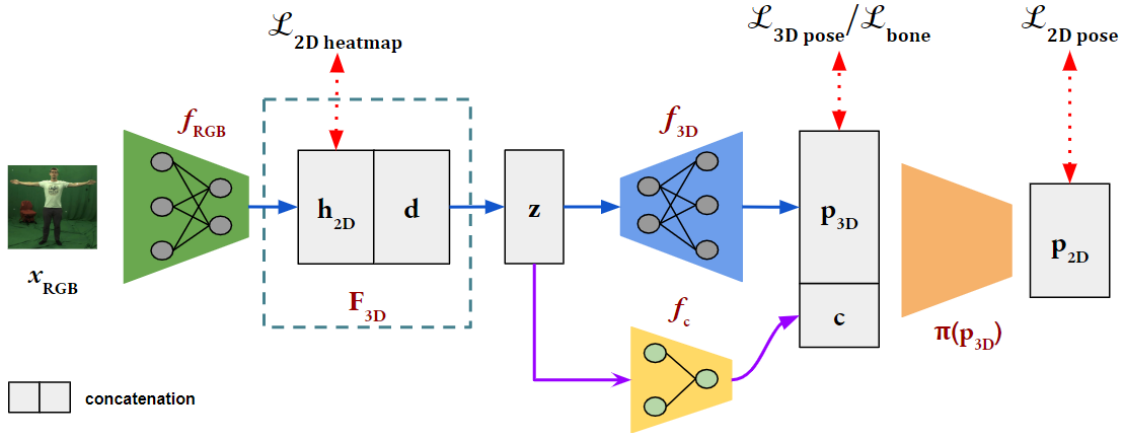 ℒ2D heatmap
ℒ3D pose/ℒbone
ℒ2D pose
fRGB
f3D
h2D
d
z
p3D
p2D
xRGB
F3D
fc
c
π(p3D)
concatenation